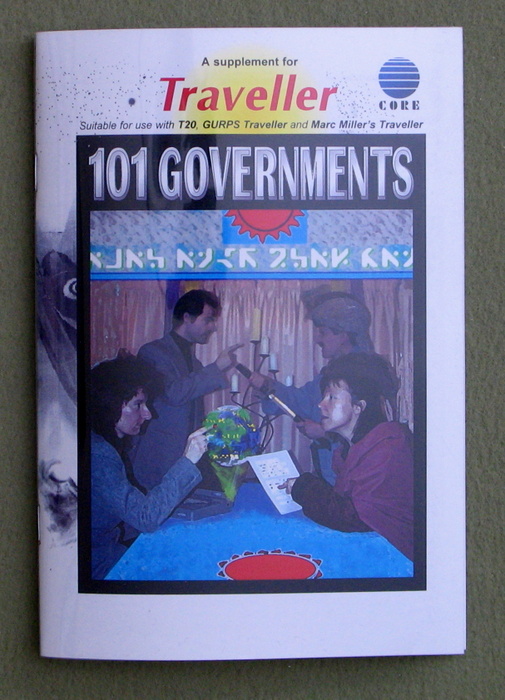 A supplement for
Traveller
CORE
Suitable for use with T20, GURPS Traveller and Marc Miller's Traveller
101 GOVERNMENTS